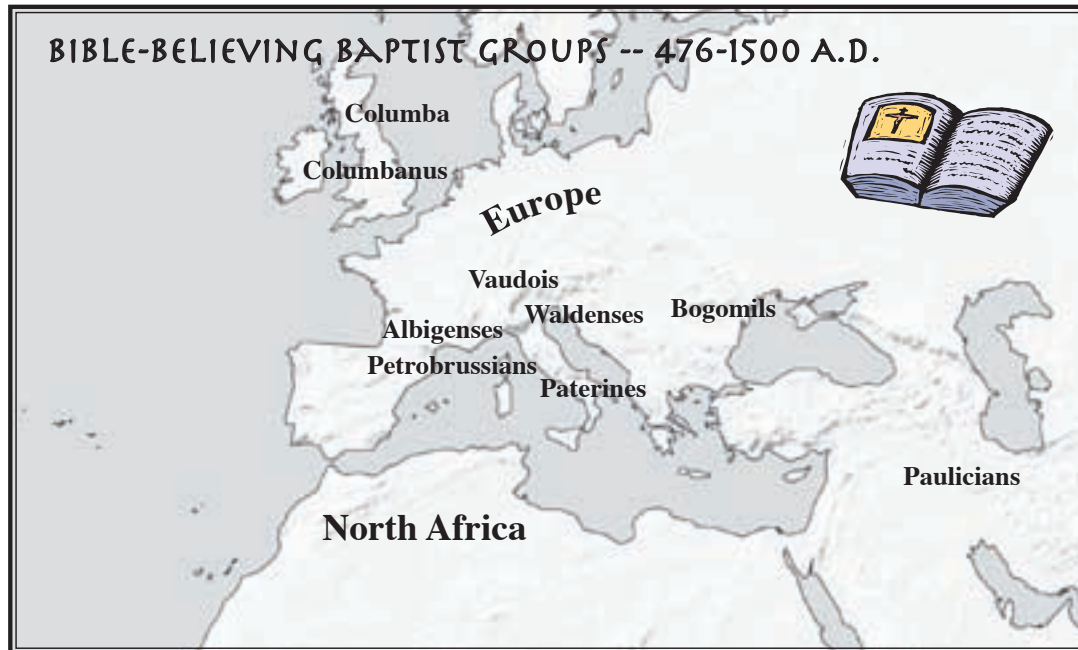 BIBLE-BELIEVING BAPTIST GROUPS -- 476-1500 A.D.
Columba
Columbanus
Europe
Vaudois
Waldenses
Bogomils
Albigenses
Petrobrussians
Paterines
Paulicians
North Africa